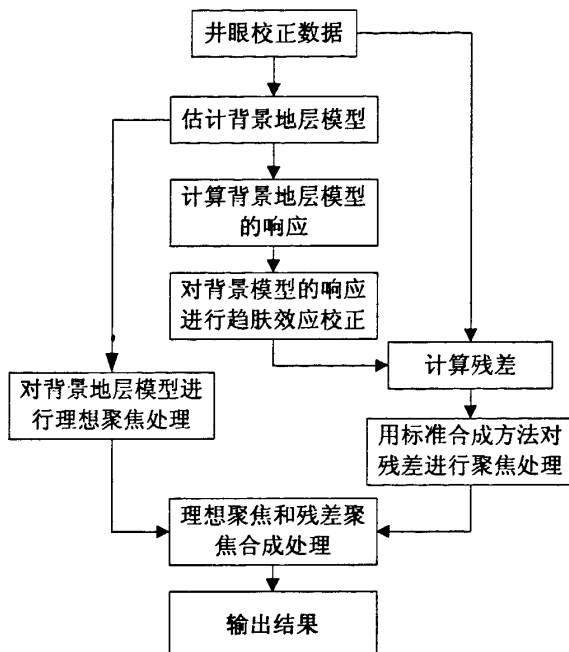 井眼校正数据
估计背景地层模型
计算背景地层模型
的响应
对背景模型的响应
进行趋肤效应校正
计算残差
对背景地层模型进
行理想聚焦处理
用标准合成方法对
残差进行聚焦处理
理想聚焦和残差聚
焦合成处理
输出结果